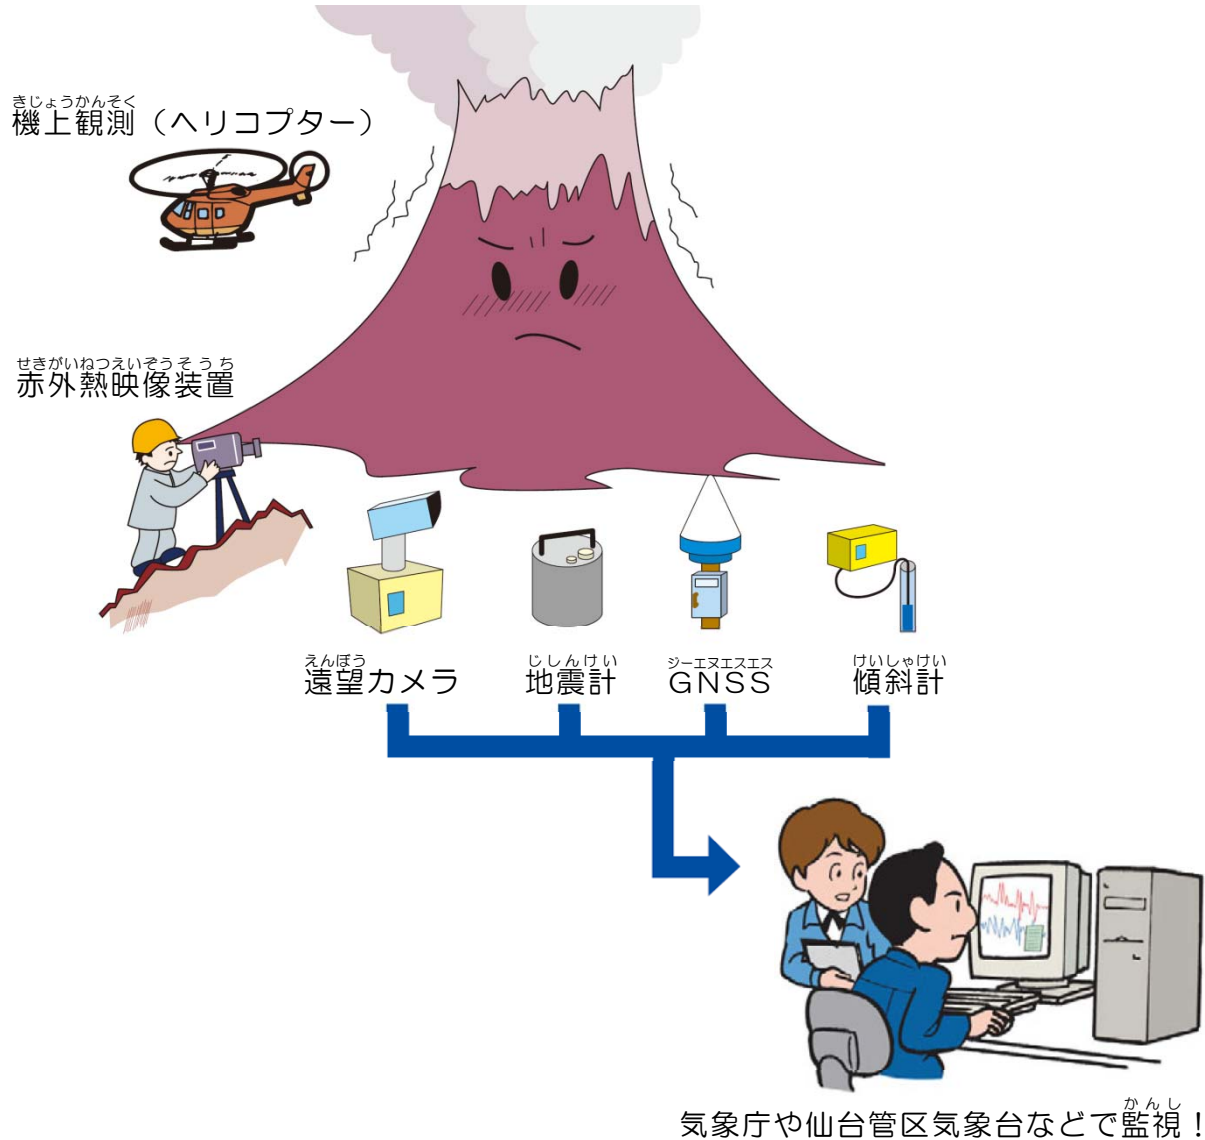 きじょうかんそく
機上観測（ヘリコプター）
せきがいねつえいぞうそうち
赤外熱映像装置
えんぼう じしんけい ジーエヌエスエス けいしゃけい
遠望カメラ 地震計 GNSS 傾斜計
かんし
気象庁や仙台管区気象台などで監視！